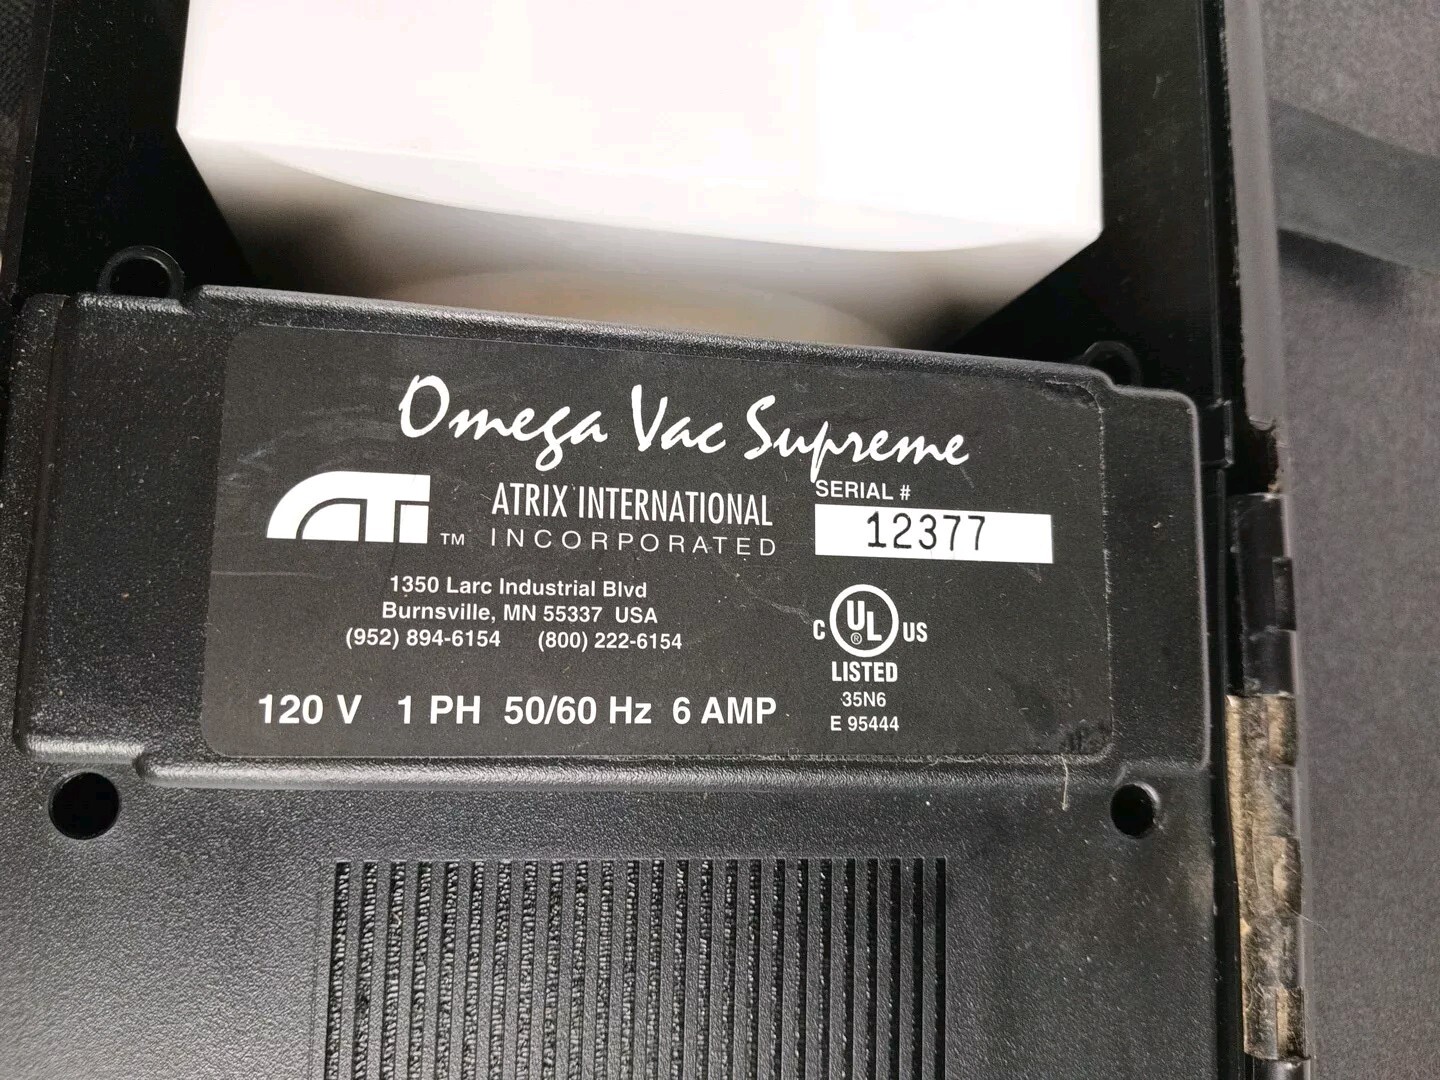 Omega Vac Supreme
ATI TM
ATRIX INTERNATIONAL
INCORPORATED
SERIAL #
12377
1350 Larc Industrial Blvd
Burnsville, MN 55337 USA
(952) 894-6154 (800) 222-6154
120 V 1 PH 50/60 Hz 6 AMP
C UL ® US
LISTED
35N6
E 95444